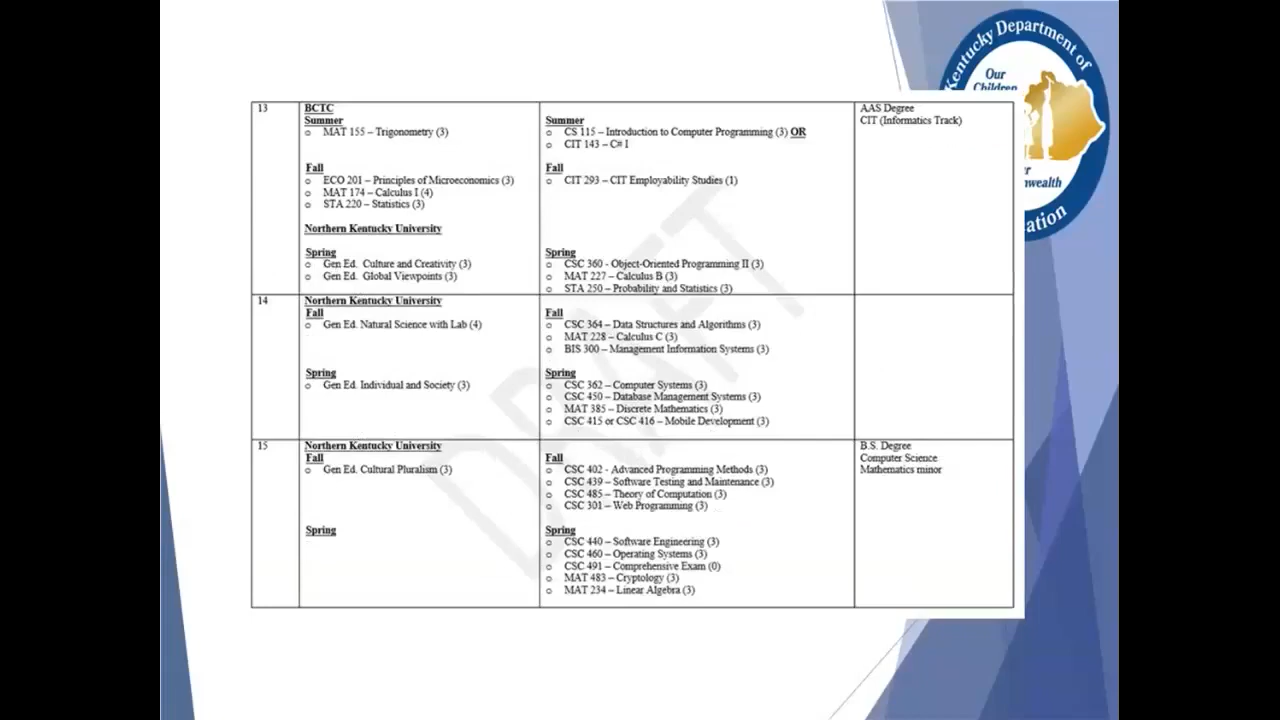 Kentucky Department of
Our
Children
wealth
ation
13
BCTC
Summer
o MAT 155 – Trigonometry (3)
Fall
o ECO 201 – Principles of Microeconomics (3)
o MAT 174 – Calculus I (4)
o STA 220 – Statistics (3)
Northern Kentucky University
Spring
o Gen Ed. Culture and Creativity (3)
o Gen Ed. Global Viewpoints (3)
Summer
o CS 115 – Introduction to Computer Programming (3) OR
o CIT 143 – C# I
Fall
o CIT 293 – CIT Employability Studies (1)
Spring
o CSC 360 - Object-Oriented Programming II (3)
o MAT 227 – Calculus B (3)
o STA 250 – Probability and Statistics (3)
AAS Degree
CIT (Informatics Track)
14
Northern Kentucky University
Fall
o Gen Ed. Natural Science with Lab (4)
Spring
o Gen Ed. Individual and Society (3)
Fall
o CSC 364 – Data Structures and Algorithms (3)
o MAT 228 – Calculus C (3)
o BIS 300 – Management Information Systems (3)
Spring
o CSC 362 – Computer Systems (3)
o CSC 450 – Database Management Systems (3)
o MAT 385 – Discrete Mathematics (3)
o CSC 415 or CSC 416 – Mobile Development (3)
15
Northern Kentucky University
Fall
o Gen Ed. Cultural Pluralism (3)
Spring
Fall
o CSC 402 - Advanced Programming Methods (3)
o CSC 439 – Software Testing and Maintenance (3)
o CSC 485 – Theory of Computation (3)
o CSC 301 – Web Programming (3)
Spring
o CSC 440 – Software Engineering (3)
o CSC 460 – Operating Systems (3)
o CSC 491 – Comprehensive Exam (0)
o MAT 483 – Cryptology (3)
o MAT 234 – Linear Algebra (3)
B.S. Degree
Computer Science
Mathematics minor
DRAFT